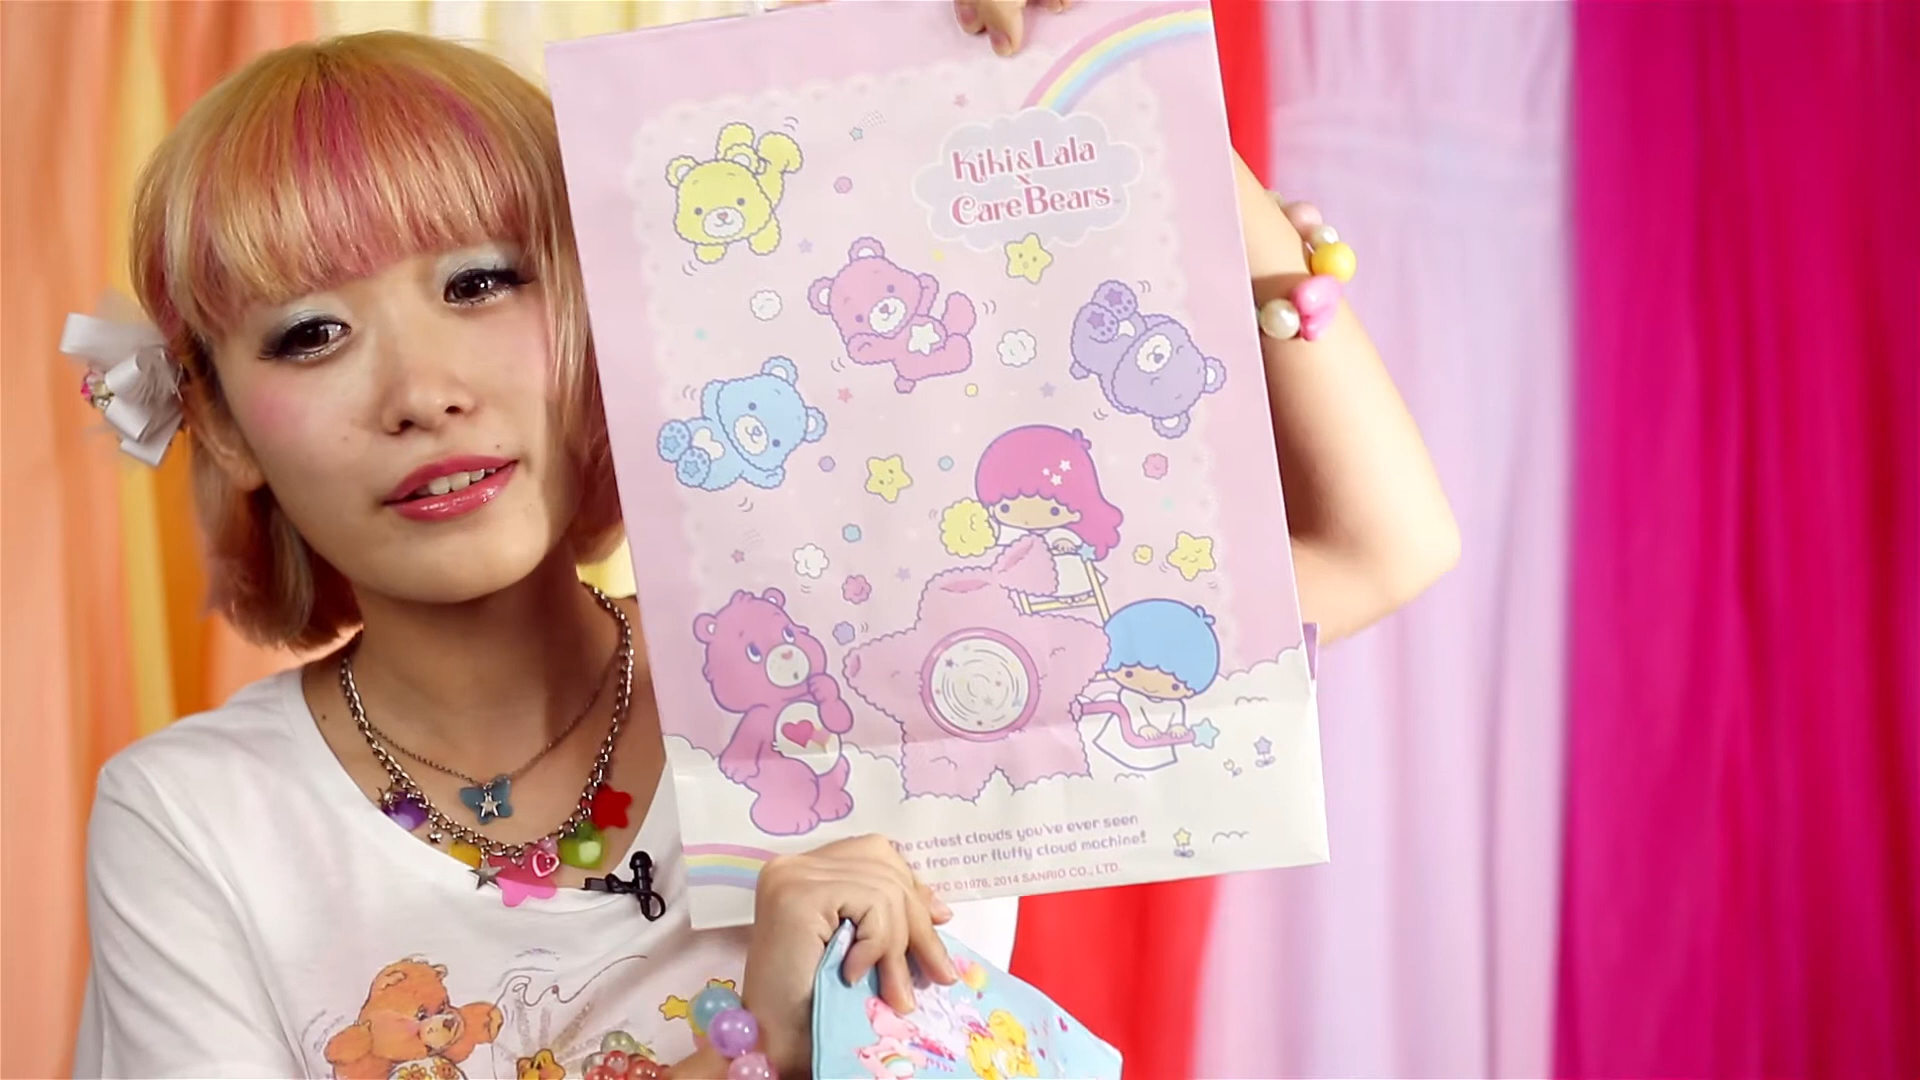 Kiki & Lala
x
Care Bears™
The cutest clouds you've ever seen
from our fluffy cloud machine!
©1976, 2014 SANRIO CO., LTD.